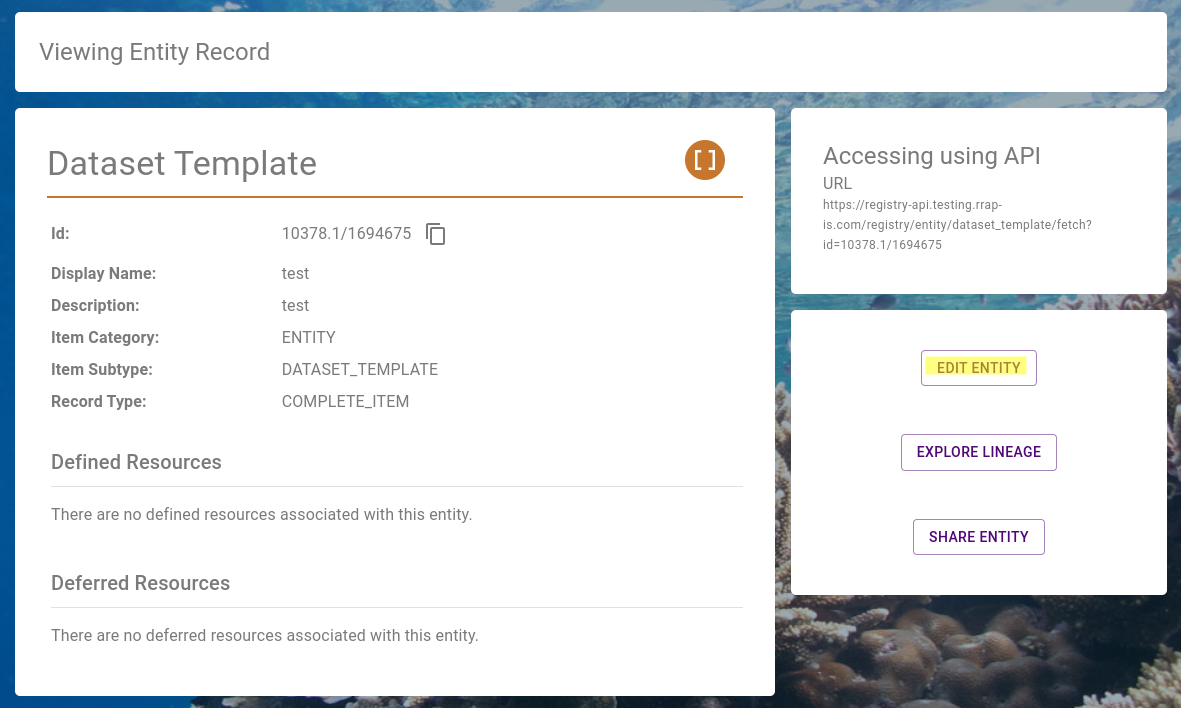 Viewing Entity Record
Dataset Template
[ ]
Id: 10378.1/1694675
Display Name: test
Description: test
Item Category: ENTITY
Item Subtype: DATASET_TEMPLATE
Record Type: COMPLETE_ITEM
Defined Resources
There are no defined resources associated with this entity.
Deferred Resources
There are no deferred resources associated with this entity.
Accessing using API
URL
https://registry-api.testing.rrap-
is.com/registry/entity/dataset_template/fetch?
id=10378.1/1694675
EDIT ENTITY
EXPLORE LINEAGE
SHARE ENTITY